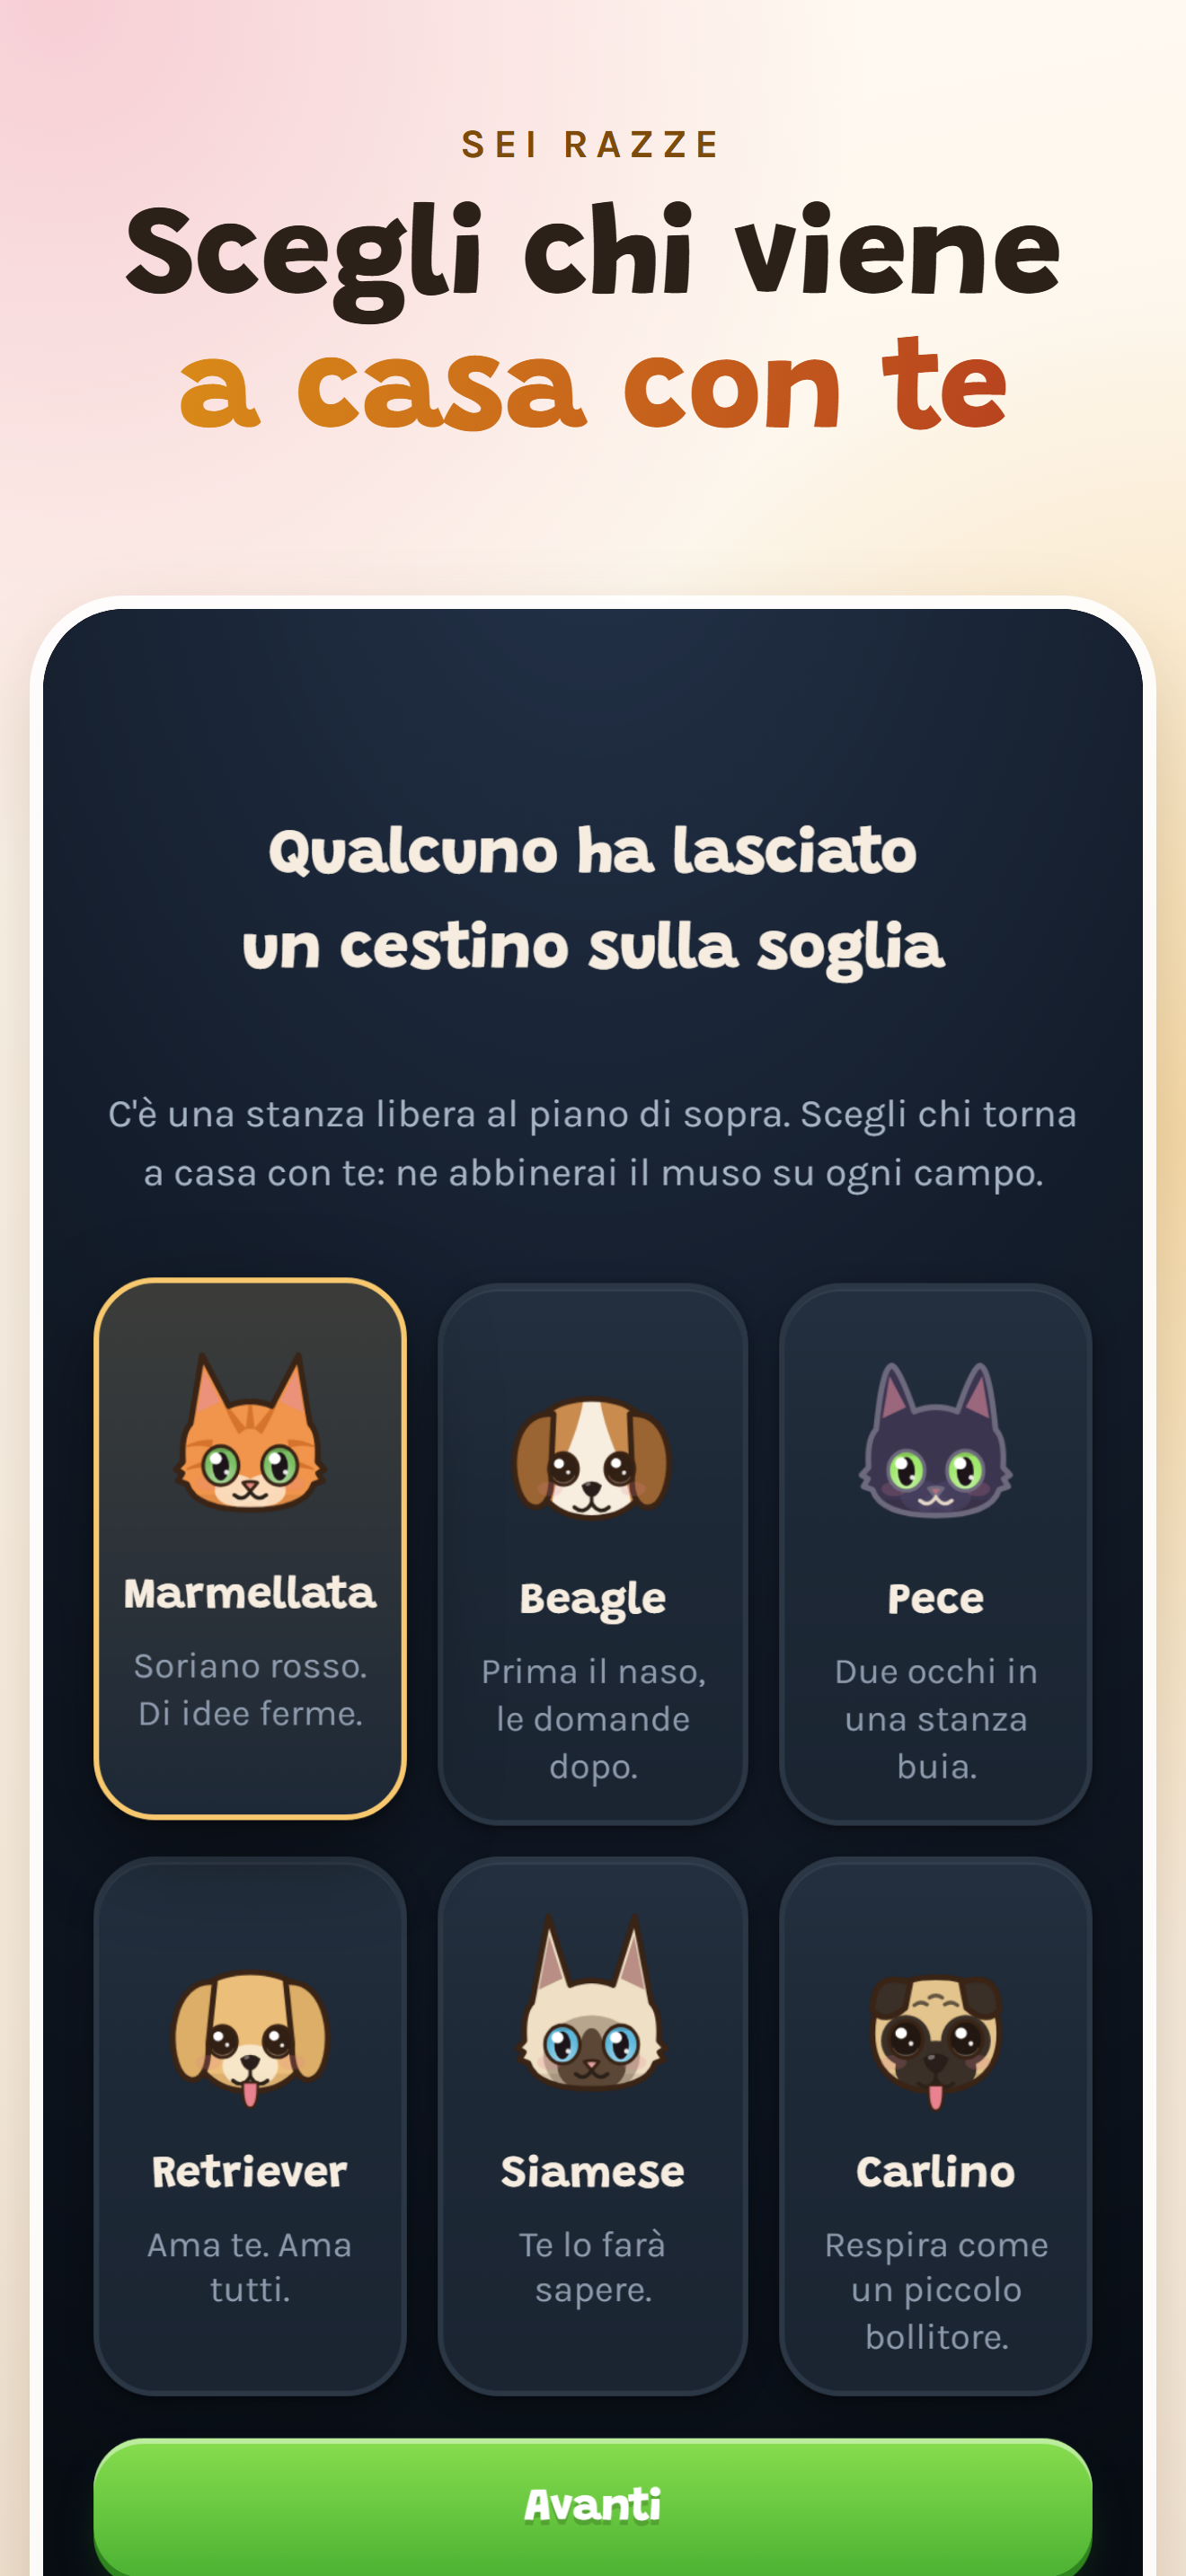 SEI RAZZE
Scegli chi viene
a casa con te
Qualcuno ha lasciato
un cestino sulla soglia
C'è una stanza libera al piano di sopra. Scegli chi torna
a casa con te: ne abbinerai il muso su ogni campo.
Marmellata
Soriano rosso.
Di idee ferme.
Beagle
Prima il naso,
le domande
dopo.
Pece
Due occhi in
una stanza
buia.
Retriever
Ama te. Ama
tutti.
Siamese
Te lo farà
sapere.
Carlino
Respira come
un piccolo
bollitore.
Avanti